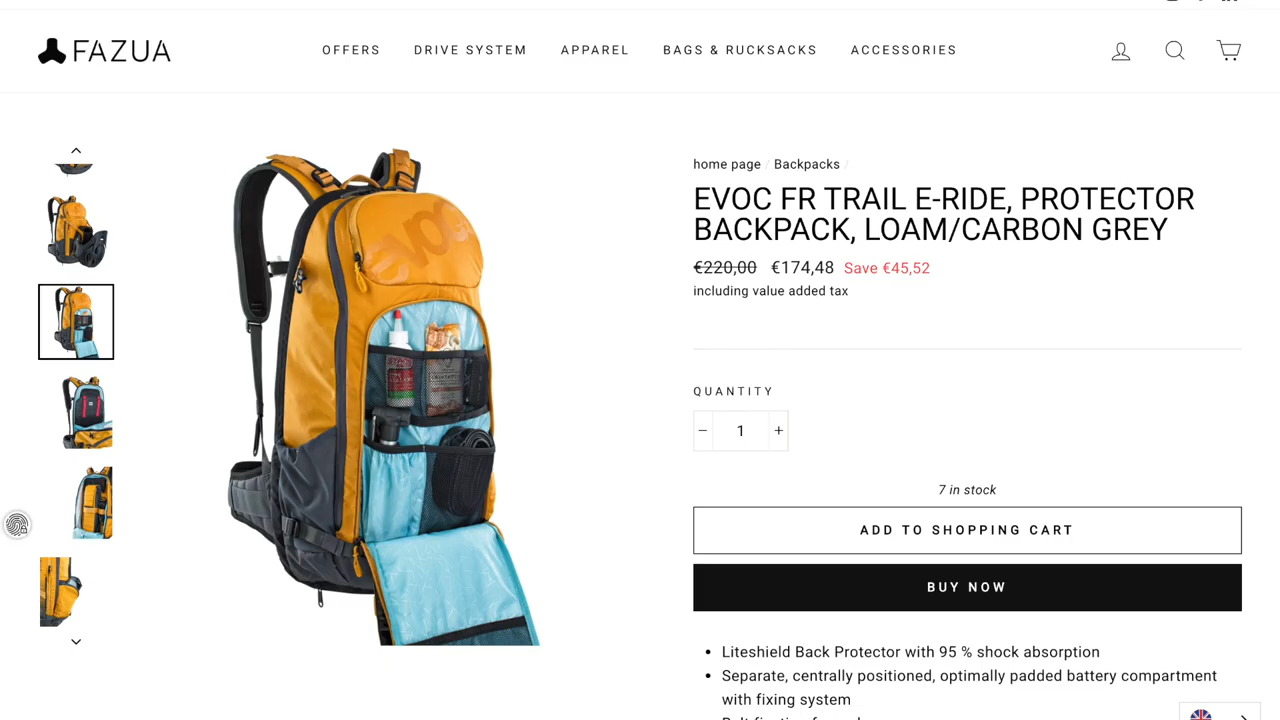 FAZUA
OFFERS
DRIVE SYSTEM
APPAREL
BAGS & RUCKSACKS
ACCESSORIES
evoc
home page / Backpacks /
EVOC FR TRAIL E-RIDE, PROTECTOR
BACKPACK, LOAM/CARBON GREY
€220,00 €174,48 Save €45,52
including value added tax
QUANTITY
− 1 +
7 in stock
ADD TO SHOPPING CART
BUY NOW
• Liteshield Back Protector with 95 % shock absorption
• Separate, centrally positioned, optimally padded battery compartment
with fixing system